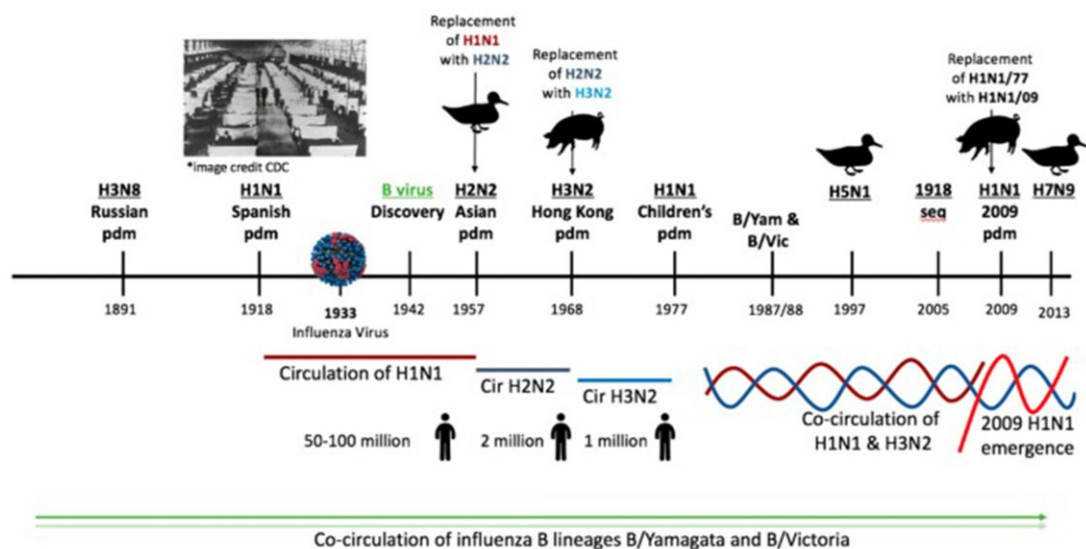 Replacement
of H1N1
with H2N2
Replacement
of H2N2
with H3N2
Replacement
of H1N1/77
with H1N1/09
*image credit CDC
H3N8
Russian
pdm
H1N1
Spanish
pdm
B virus
Discovery
H2N2
Asian
pdm
H3N2
Hong Kong
pdm
H1N1
Children's
pdm
B/Yam &
B/Vic
H5N1
1918
seq
H1N1
2009
pdm
H7N9
1891
1918
1933
Influenza Virus
1942
1957
1968
1977
1987/88
1997
2005
2009
2013
Circulation of H1N1
Cir H2N2
Cir H3N2
50-100 million
2 million
1 million
Co-circulation of
H1N1 & H3N2
2009 H1N1
emergence
Co-circulation of influenza B lineages B/Yamagata and B/Victoria